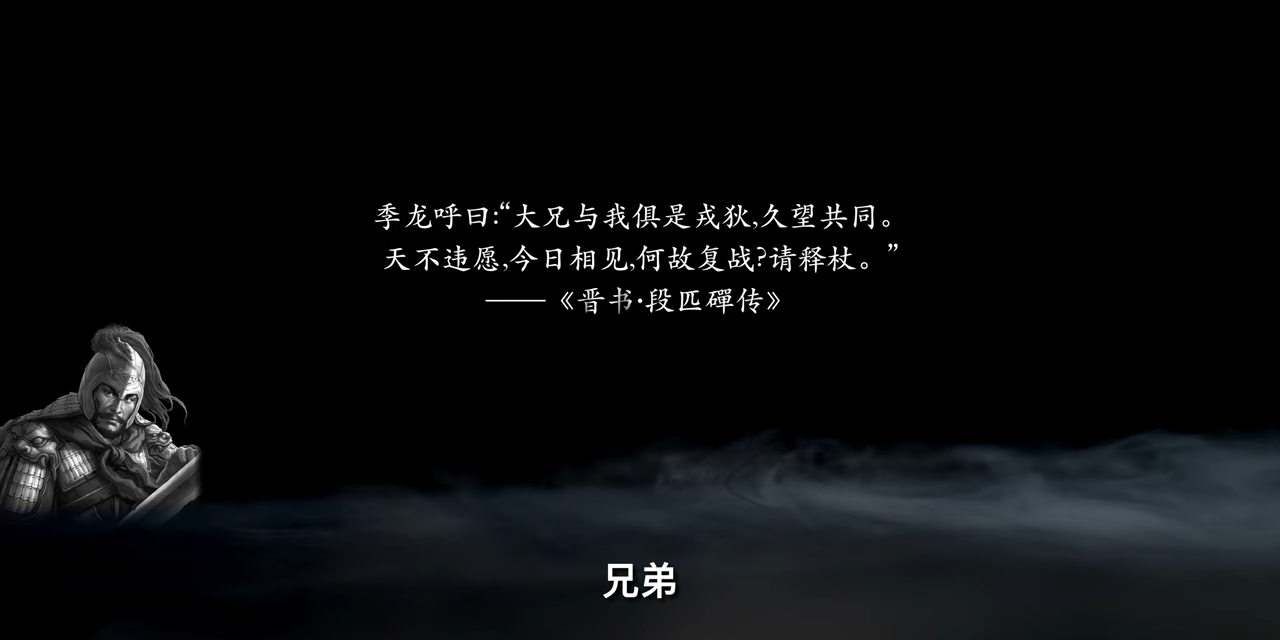 季龙呼曰:“大兄与我俱是戎狄,久望共同。
天不违愿,今日相见,何故复战?请释杖。”
——《晋书·段匹磾传》
兄弟